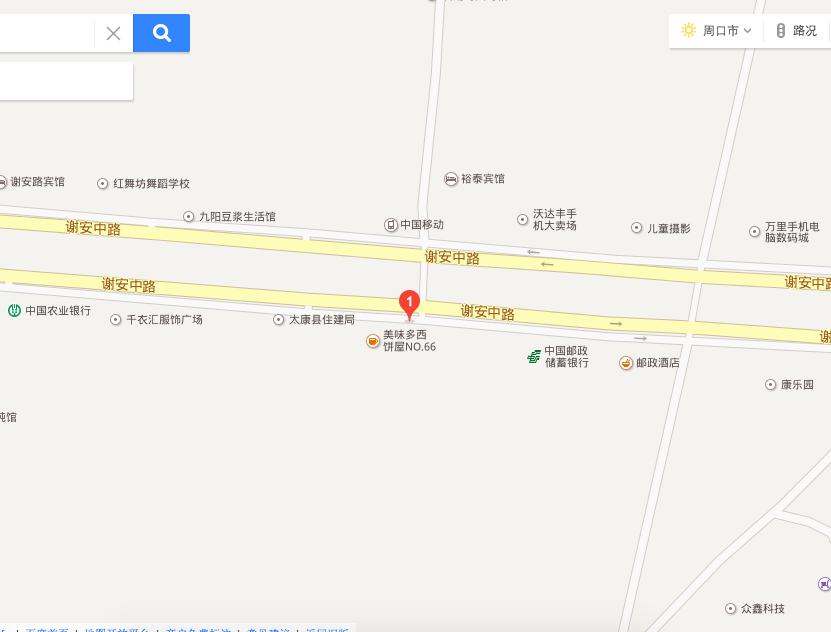 周口市
路况
裕泰宾馆
谢安路宾馆
红舞坊舞蹈学校
九阳豆浆生活馆
中国移动
沃达丰手
机大卖场
儿童摄影
万里手机电
脑数码城
谢安中路
谢安中路
谢安中路
谢安中路
谢安中路
1
中国农业银行
千衣汇服饰广场
太康县住建局
美味多西
饼屋NO.66
中国邮政
储蓄银行
邮政酒店
康乐园
众鑫科技